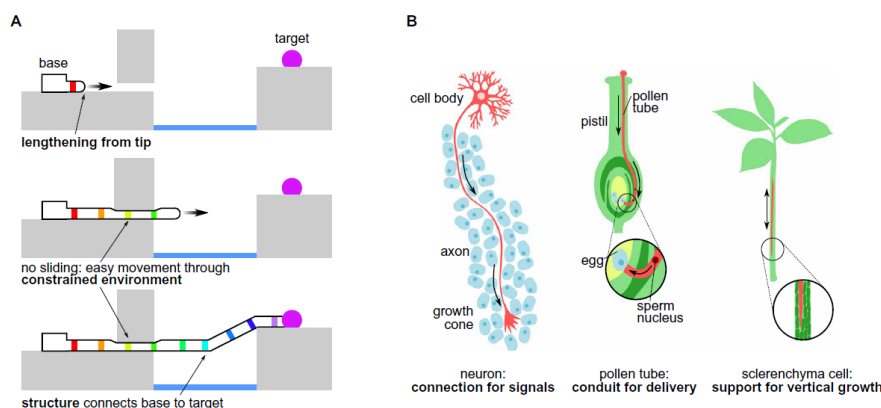 A
base
target
lengthening from tip
no sliding: easy movement through
constrained environment
structure connects base to target
B
cell body
axon
growth
cone
neuron:
connection for signals
pistil
pollen
tube
egg
sperm
nucleus
pollen tube:
conduit for delivery
sclerenchyma cell:
support for vertical growth